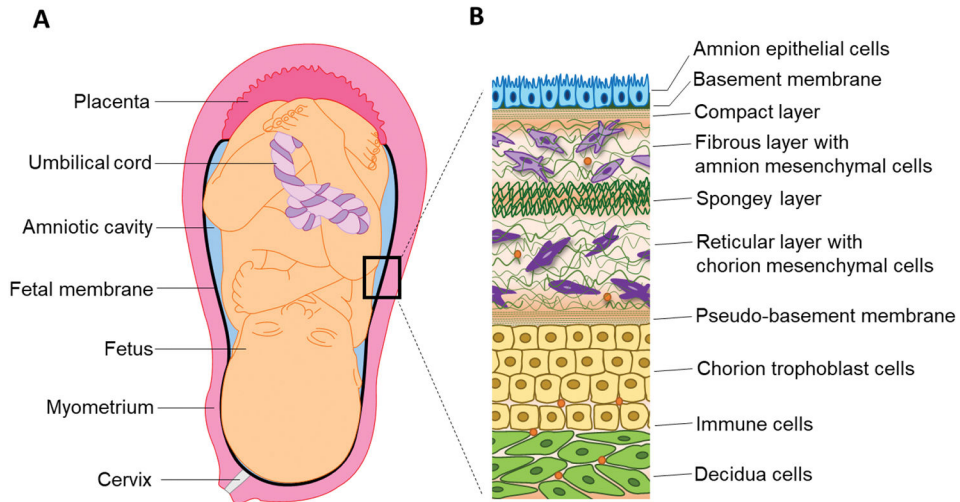 A
Placenta
Umbilical cord
Amniotic cavity
Fetal membrane
Fetus
Myometrium
Cervix
B
Amnion epithelial cells
Basement membrane
Compact layer
Fibrous layer with
amnion mesenchymal cells
Spongey layer
Reticular layer with
chorion mesenchymal cells
Pseudo-basement membrane
Chorion trophoblast cells
Immune cells
Decidua cells